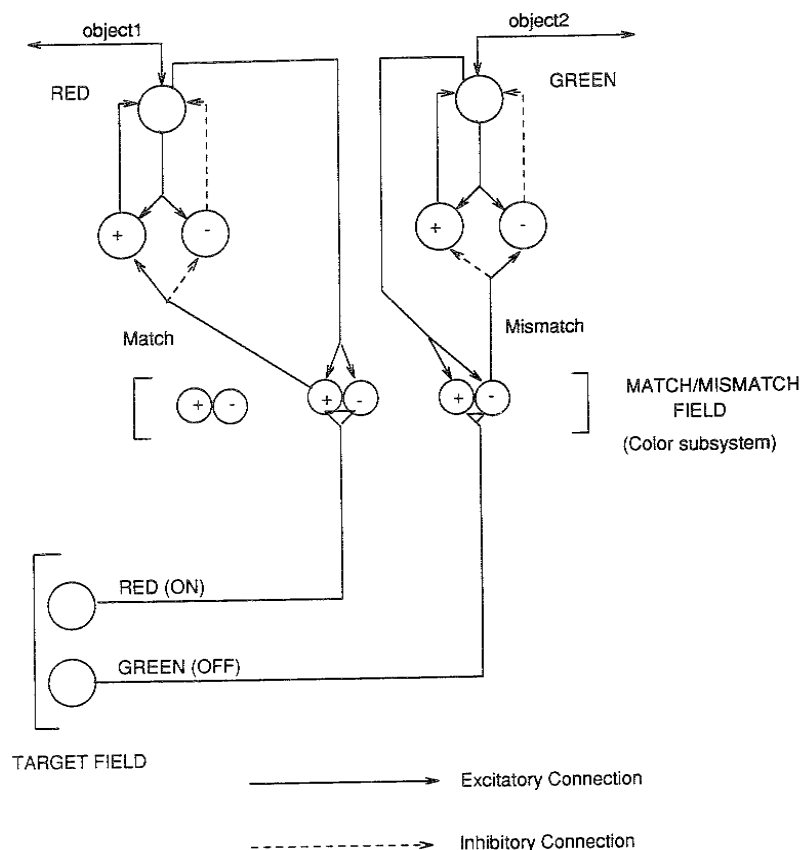 object1
object2
RED
GREEN
+ -
+ -
Match
Mismatch
+ -
+ -
+ -
MATCH/MISMATCH
FIELD
(Color subsystem)
RED (ON)
GREEN (OFF)
TARGET FIELD
Excitatory Connection
Inhibitory Connection